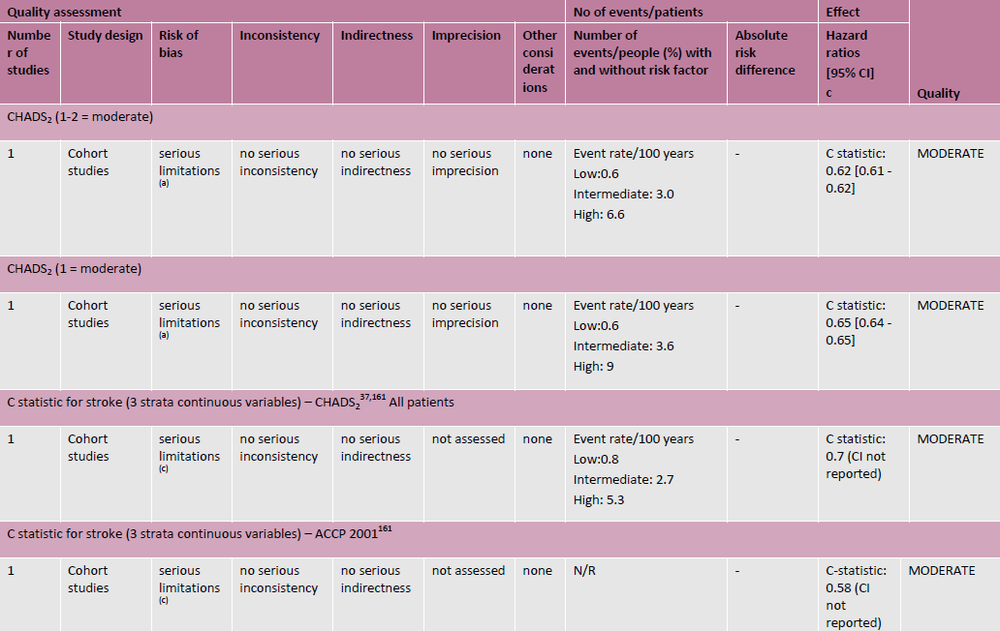 Quality assessment
No of events/patients
Effect
Quality
Numbe
r of
studies
Study design
Risk of
bias
Inconsistency
Indirectness
Imprecision
Other
consi
derat
ions
Number of
events/people (%) with
and without risk factor
Absolute
risk
difference
Hazard
ratios
[95% CI]
c
CHADS₂ (1-2 = moderate)
1
Cohort
studies
serious
limitations
(a)
no serious
inconsistency
no serious
indirectness
no serious
imprecision
none
Event rate/100 years
Low:0.6
Intermediate: 3.0
High: 6.6
-
C statistic:
0.62 [0.61 -
0.62]
MODERATE
CHADS₂ (1 = moderate)
1
Cohort
studies
serious
limitations
(a)
no serious
inconsistency
no serious
indirectness
no serious
imprecision
none
Event rate/100 years
Low:0.6
Intermediate: 3.6
High: 9
-
C statistic:
0.65 [0.64 -
0.65]
MODERATE
C statistic for stroke (3 strata continuous variables) – CHADS₂³⁷,¹⁶¹ All patients
1
Cohort
studies
serious
limitations
(c)
no serious
inconsistency
no serious
indirectness
not assessed
none
Event rate/100 years
Low:0.8
Intermediate: 2.7
High: 5.3
-
C statistic:
0.7 (CI not
reported)
MODERATE
C statistic for stroke (3 strata continuous variables) – ACCP 2001¹⁶¹
1
Cohort
studies
serious
limitations
(c)
no serious
inconsistency
no serious
indirectness
not assessed
none
N/R
-
C-statistic:
0.58 (CI
not
reported)
MODERATE